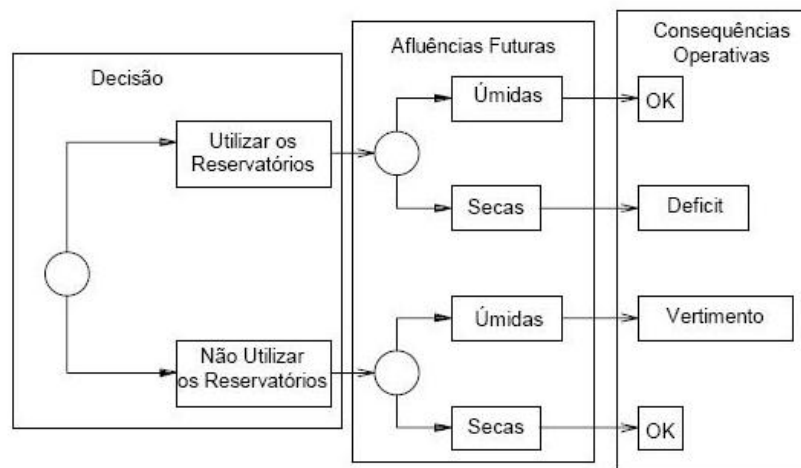 Decisão
Utilizar os
Reservatórios
Não Utilizar
os Reservatórios
Afluências Futuras
Úmidas
Secas
Úmidas
Secas
Consequências
Operativas
OK
Deficit
Vertimento
OK